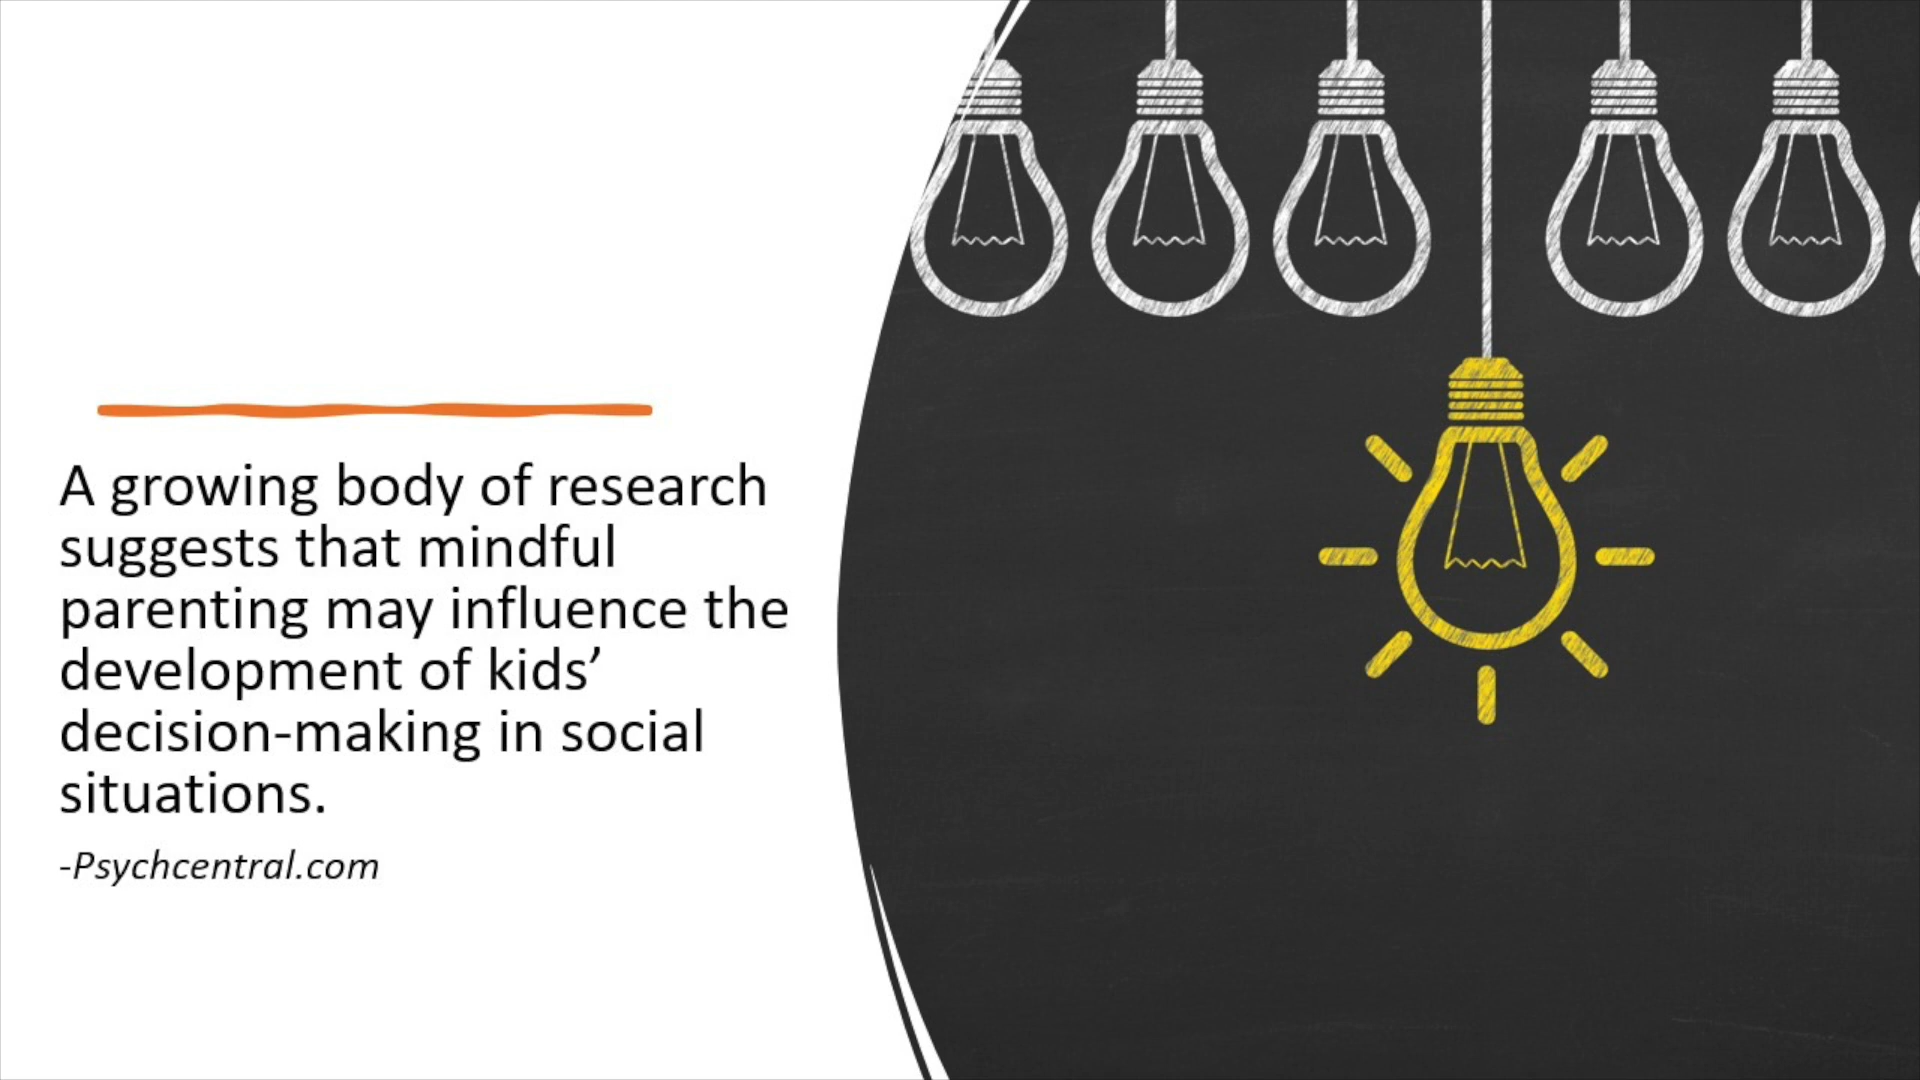 A growing body of research
suggests that mindful
parenting may influence the
development of kids’
decision-making in social
situations.
-Psychcentral.com